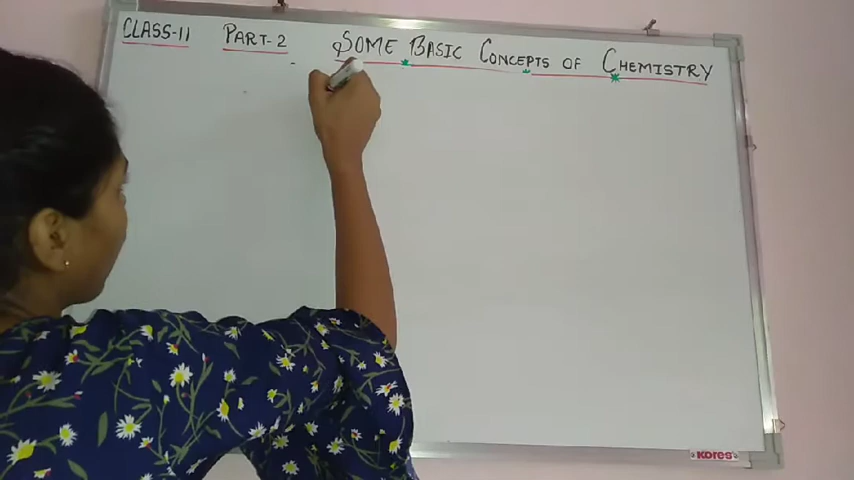 CLASS-11 PART-2 SOME BASIC CONCEPTS OF CHEMISTRY
KORES